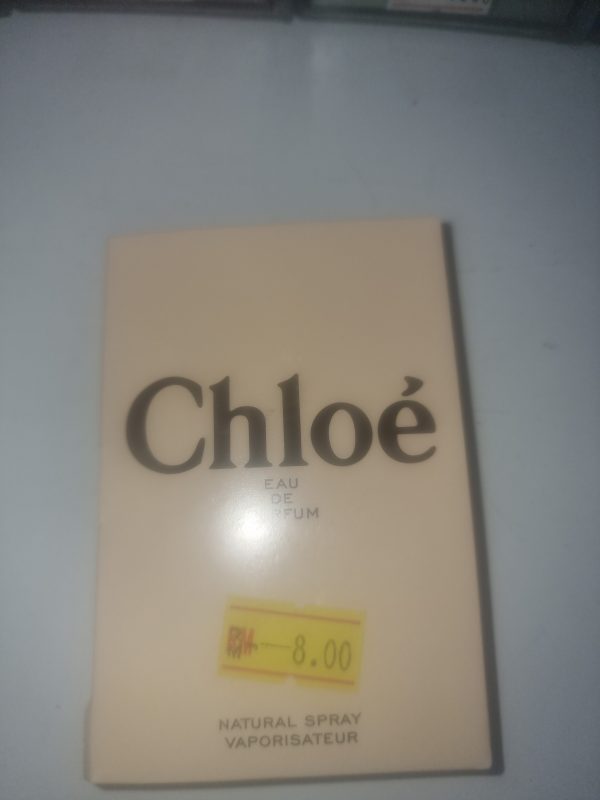 Chloé
EAU
DE
RM 8.00
NATURAL SPRAY
VAPORISATEUR